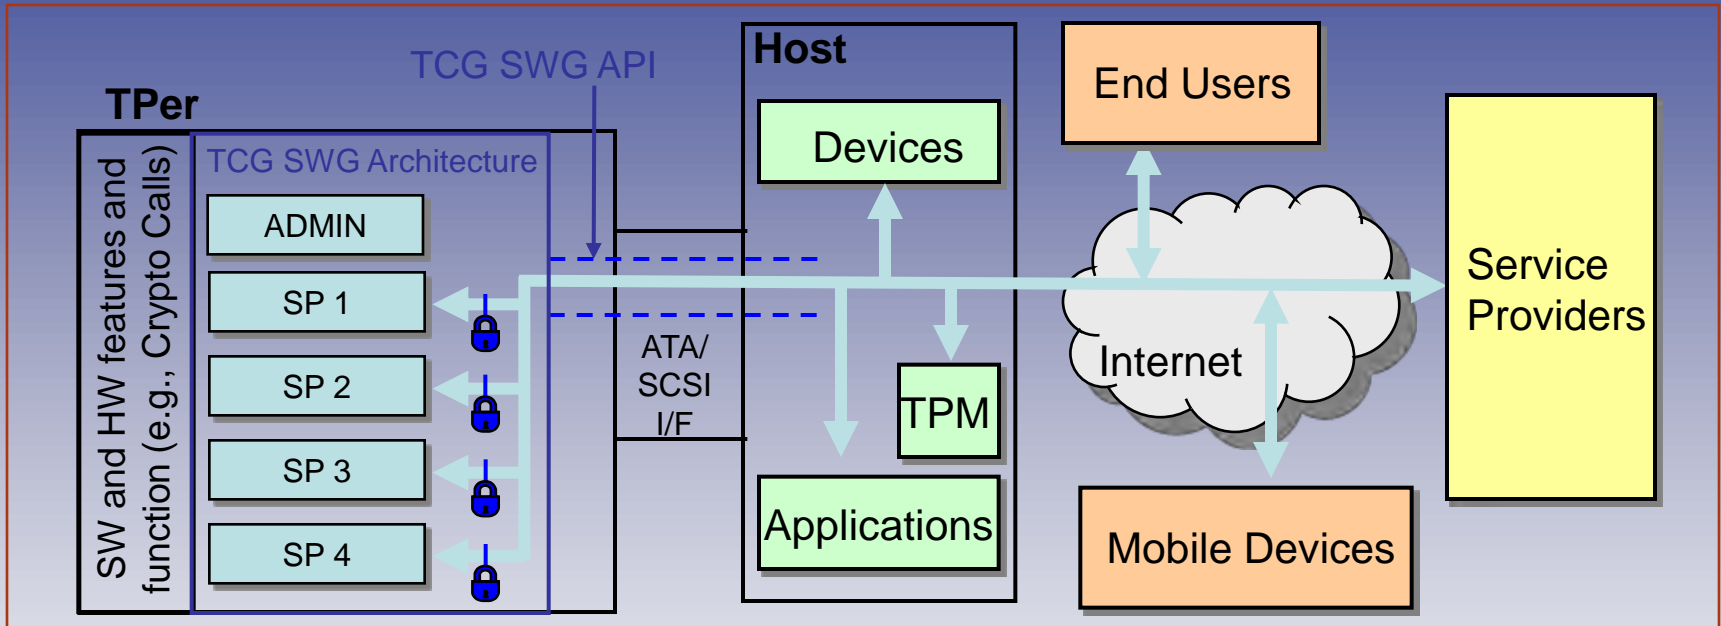 TPer
SW and HW features and
function (e.g., Crypto Calls)
TCG SWG Architecture
ADMIN
SP 1
SP 2
SP 3
SP 4
TCG SWG API
ATA/
SCSI
I/F
Host
Devices
TPM
Applications
End Users
Internet
Mobile Devices
Service
Providers